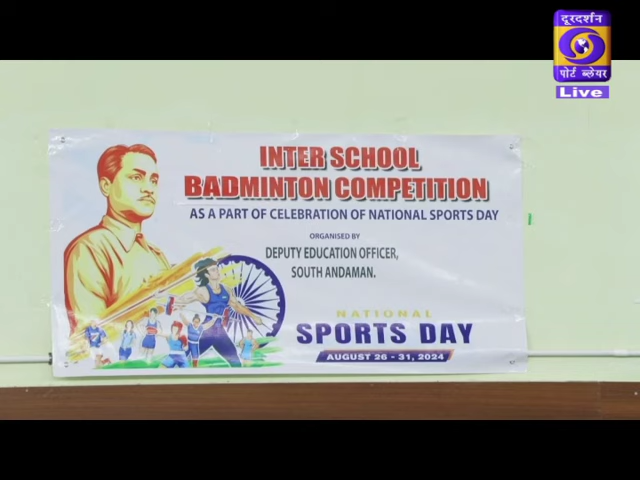 दूरदर्शन
पोर्ट ब्लेयर
Live
INTER SCHOOL
BADMINTON COMPETITION
AS A PART OF CELEBRATION OF NATIONAL SPORTS DAY
ORGANISED BY
DEPUTY EDUCATION OFFICER,
SOUTH ANDAMAN.
NATIONAL
SPORTS DAY
AUGUST 26 - 31, 2024